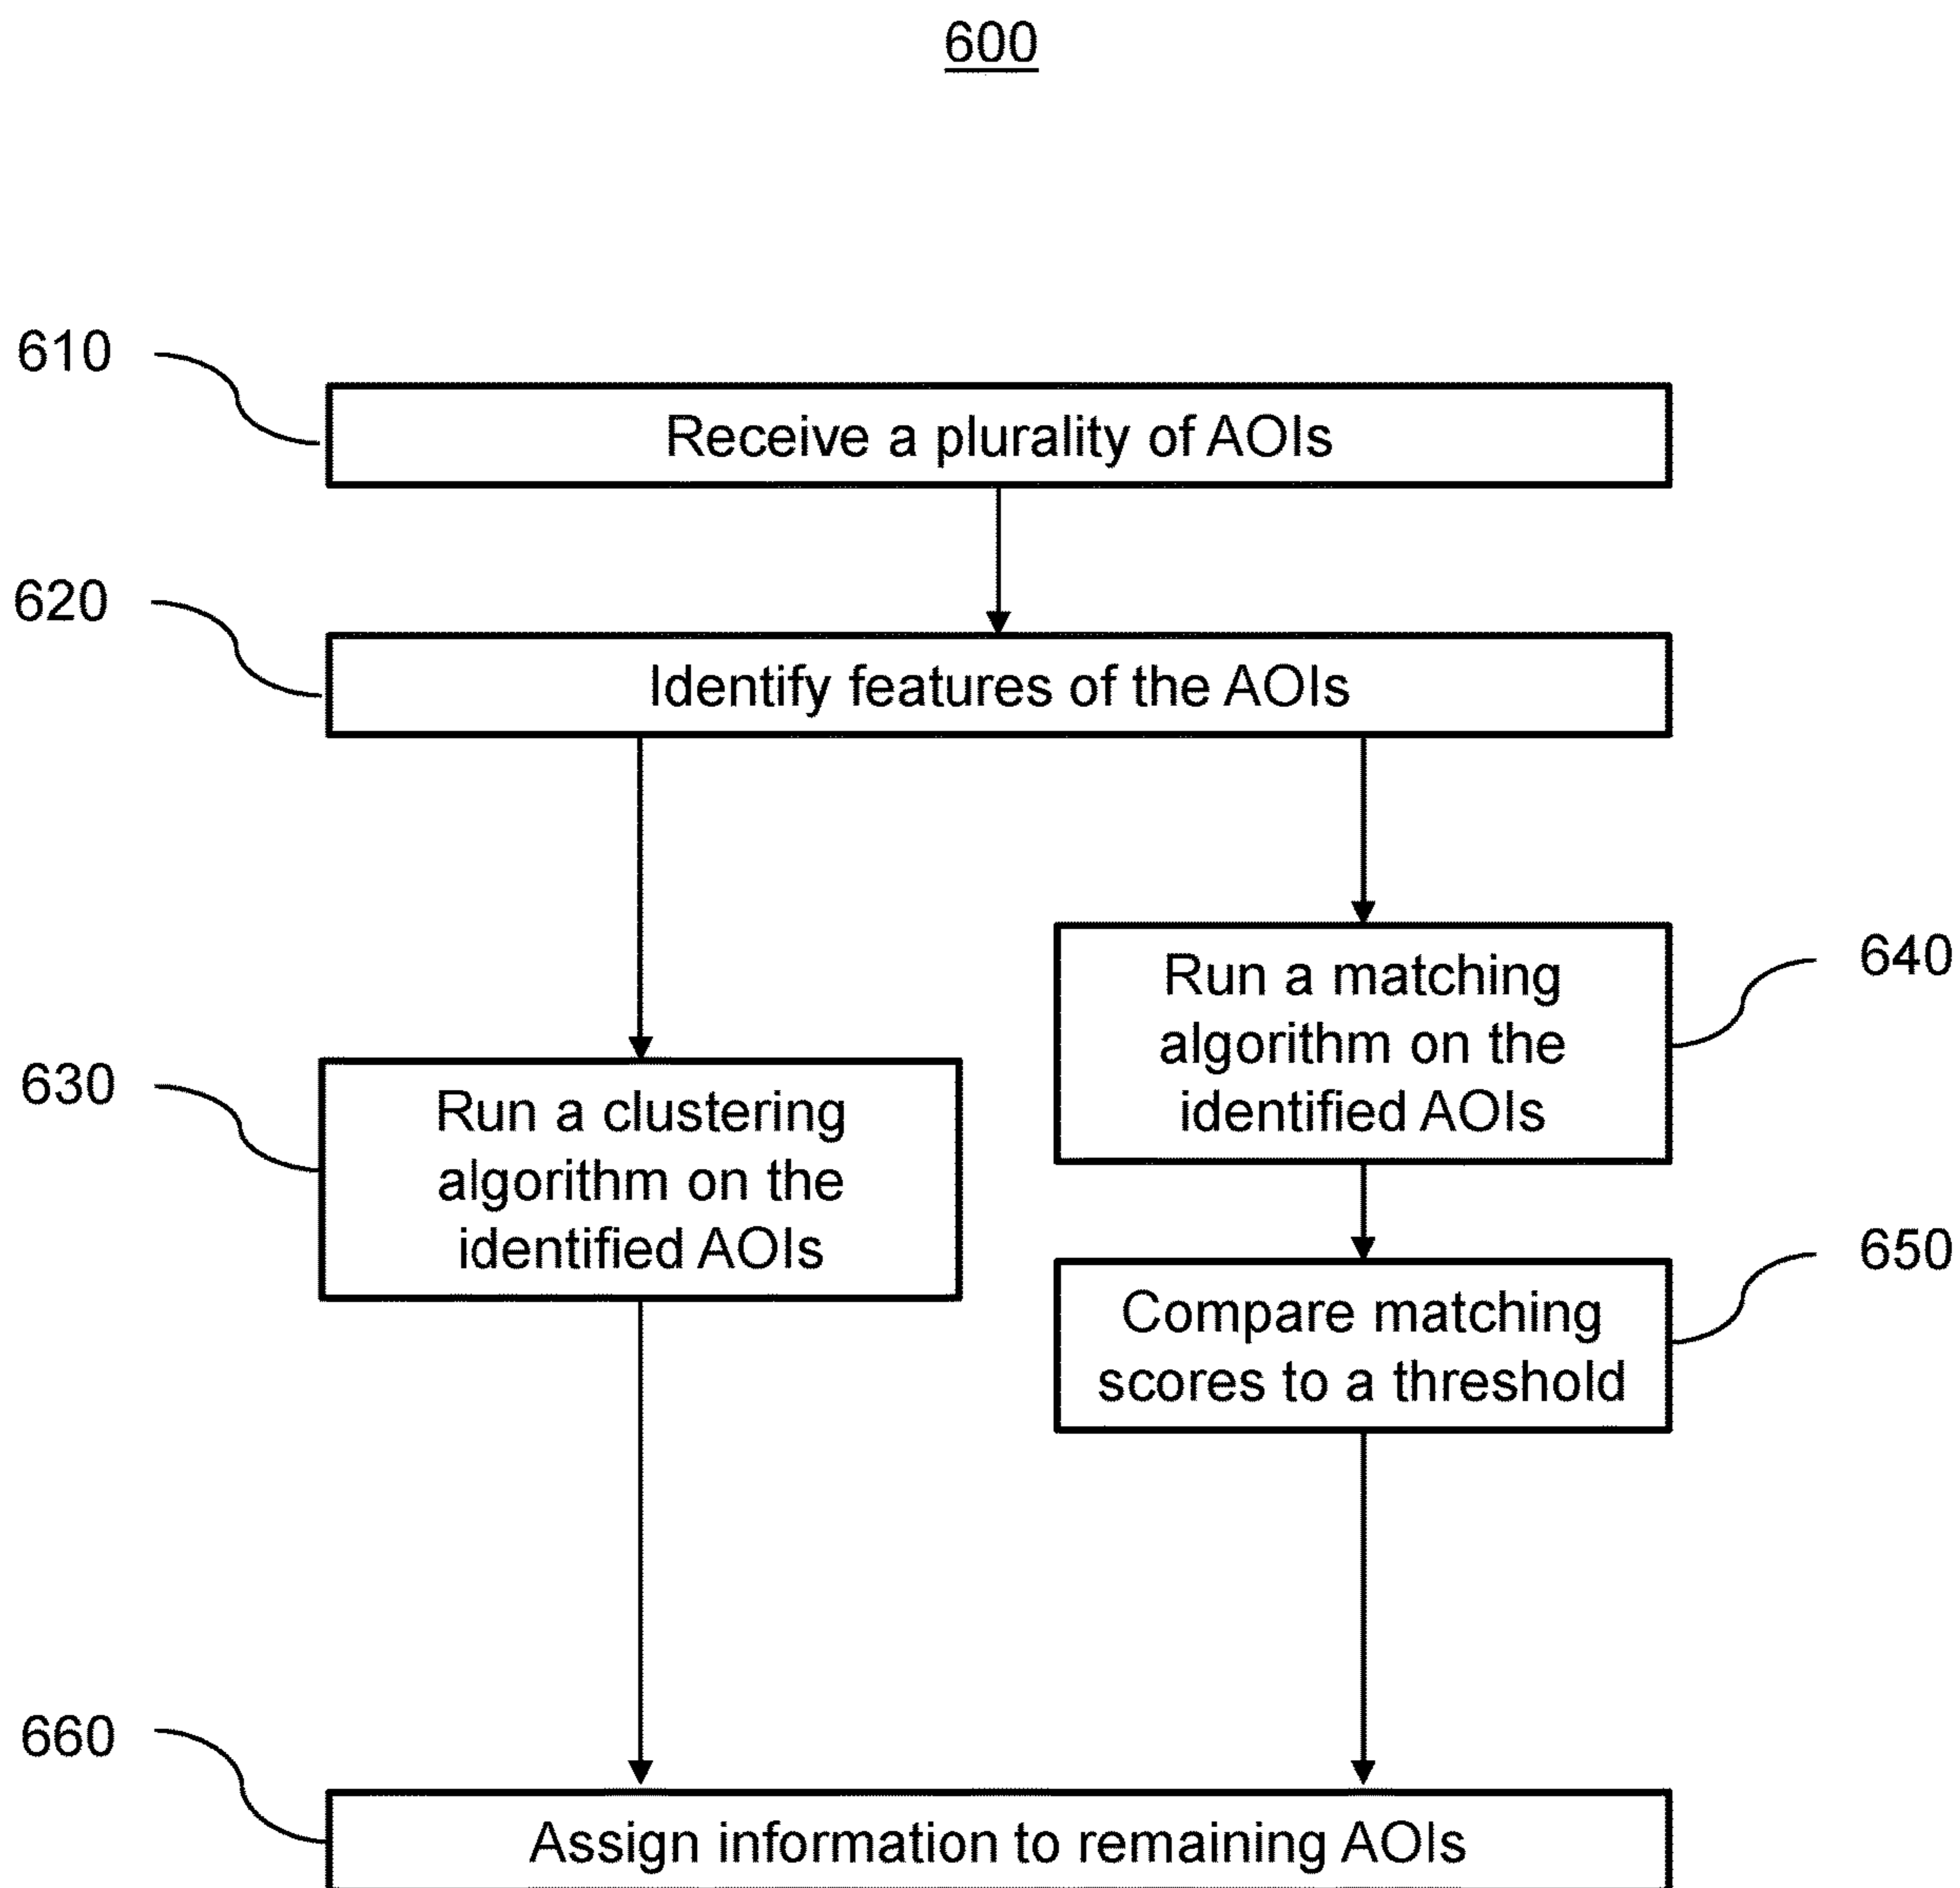 600
610
Receive a plurality of AOIs
620
Identify features of the AOIs
640
Run a matching
algorithm on the
identified AOIs
630
Run a clustering
algorithm on the
identified AOIs
650
Compare matching
scores to a threshold
660
Assign information to remaining AOIs